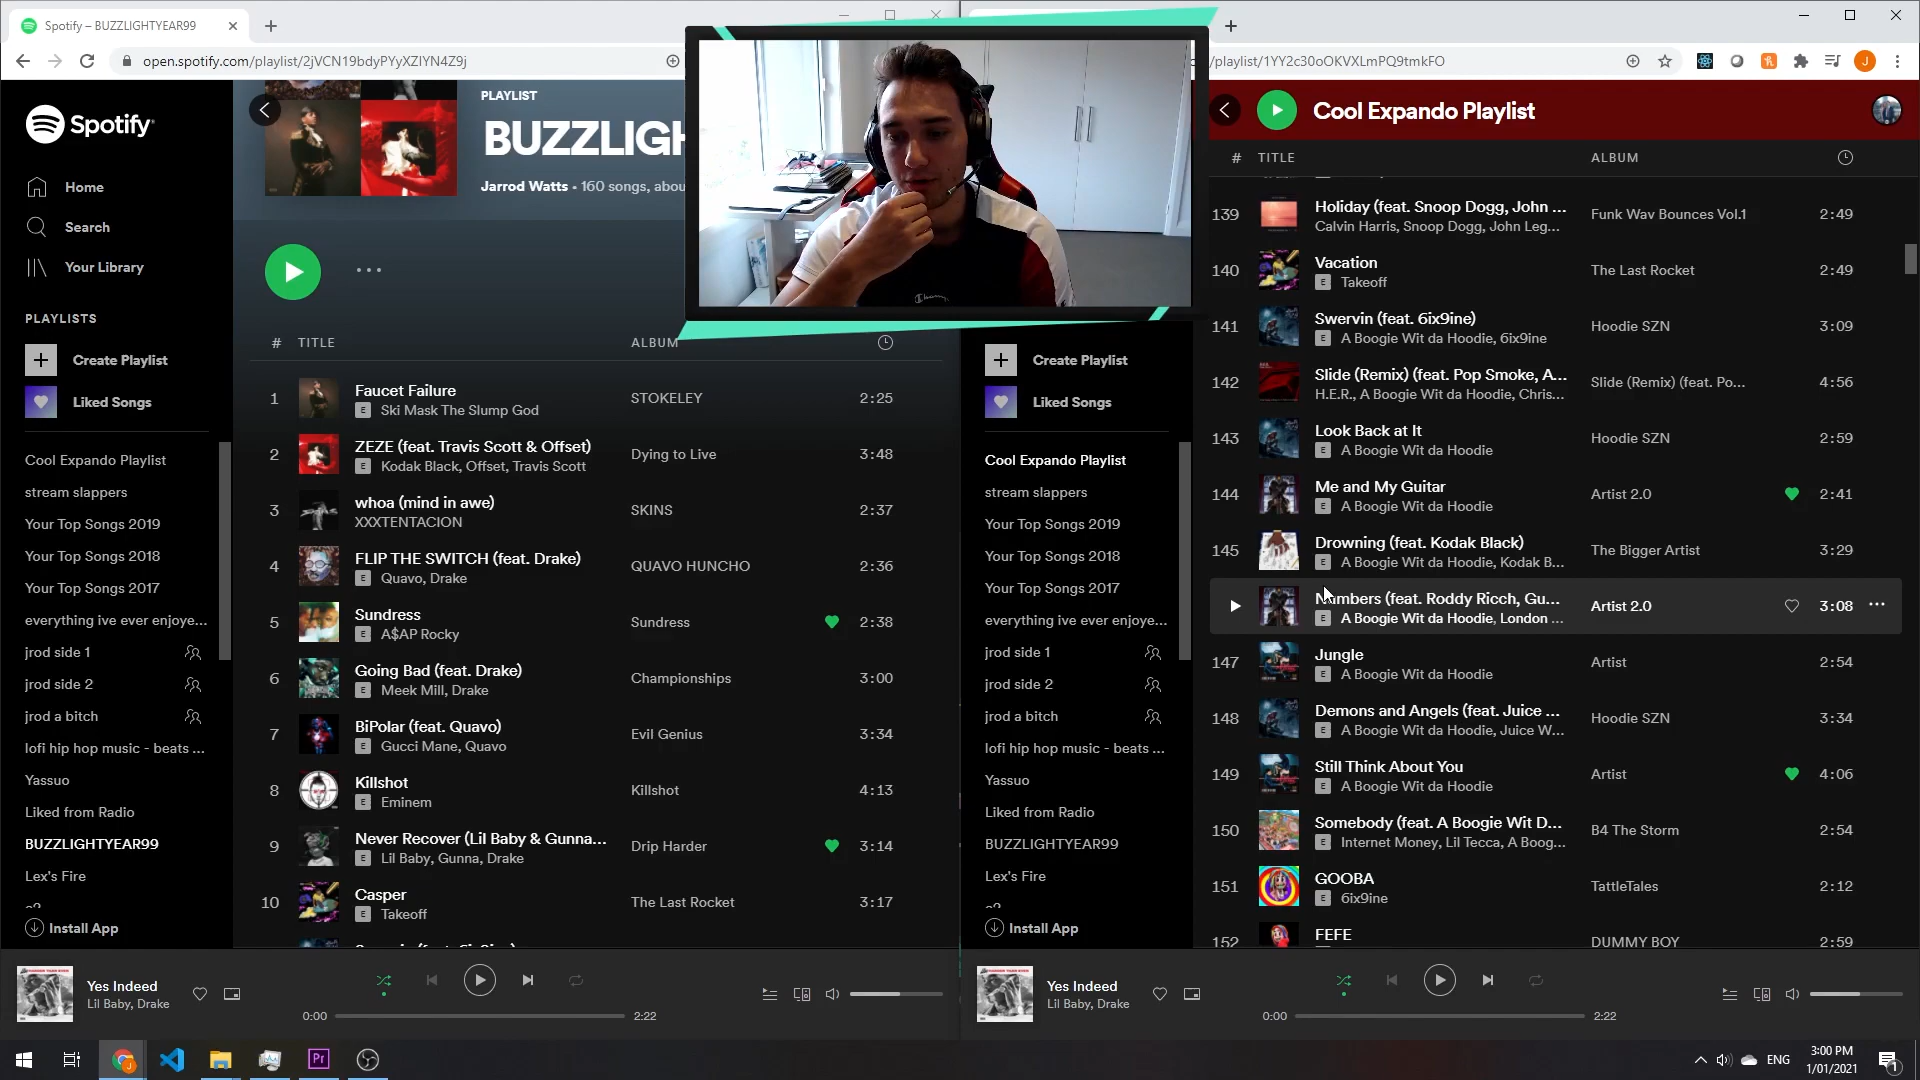 Spotify – BUZZLIGHTYEAR99
open.spotify.com/playlist/2jVCN19bdyPYyXZIYN4Z9j
/playlist/1YY2c30oOKVXLmPQ9tmkFO
J
Spotify
Home
Search
Your Library
PLAYLISTS
Create Playlist
Liked Songs
Cool Expando Playlist
stream slappers
Your Top Songs 2019
Your Top Songs 2018
Your Top Songs 2017
everything ive ever enjoye...
jrod side 1
jrod side 2
jrod a bitch
lofi hip hop music - beats ...
Yassuo
Liked from Radio
BUZZLIGHTYEAR99
Lex's Fire
Install App
PLAYLIST
BUZZLIGH
Jarrod Watts • 160 songs, abou
# TITLE ALBUM
1 Faucet Failure STOKELEY 2:25
E Ski Mask The Slump God
2 ZEZE (feat. Travis Scott & Offset) Dying to Live 3:48
E Kodak Black, Offset, Travis Scott
3 whoa (mind in awe) SKINS 2:37
XXXTENTACION
4 FLIP THE SWITCH (feat. Drake) QUAVO HUNCHO 2:36
E Quavo, Drake
5 Sundress Sundress 2:38
E A$AP Rocky
6 Going Bad (feat. Drake) Championships 3:00
E Meek Mill, Drake
7 BiPolar (feat. Quavo) Evil Genius 3:34
E Gucci Mane, Quavo
8 Killshot Killshot 4:13
E Eminem
9 Never Recover (Lil Baby & Gunna... Drip Harder 3:14
E Lil Baby, Gunna, Drake
10 Casper The Last Rocket 3:17
E Takeoff
Create Playlist
Liked Songs
Cool Expando Playlist
stream slappers
Your Top Songs 2019
Your Top Songs 2018
Your Top Songs 2017
everything ive ever enjoye...
jrod side 1
jrod side 2
jrod a bitch
lofi hip hop music - beats ...
Yassuo
Liked from Radio
BUZZLIGHTYEAR99
Lex's Fire
Install App
Cool Expando Playlist
# TITLE ALBUM
139 Holiday (feat. Snoop Dogg, John ... Funk Wav Bounces Vol.1 2:49
Calvin Harris, Snoop Dogg, John Leg...
140 Vacation The Last Rocket 2:49
E Takeoff
141 Swervin (feat. 6ix9ine) Hoodie SZN 3:09
E A Boogie Wit da Hoodie, 6ix9ine
142 Slide (Remix) (feat. Pop Smoke, A... Slide (Remix) (feat. Po... 4:56
H.E.R., A Boogie Wit da Hoodie, Chris...
143 Look Back at It Hoodie SZN 2:59
E A Boogie Wit da Hoodie
144 Me and My Guitar Artist 2.0 2:41
E A Boogie Wit da Hoodie
145 Drowning (feat. Kodak Black) The Bigger Artist 3:29
E A Boogie Wit da Hoodie, Kodak B...
Numbers (feat. Roddy Ricch, Gu... Artist 2.0 3:08
E A Boogie Wit da Hoodie, London ...
147 Jungle Artist 2:54
E A Boogie Wit da Hoodie
148 Demons and Angels (feat. Juice ... Hoodie SZN 3:34
E A Boogie Wit da Hoodie, Juice W...
149 Still Think About You Artist 4:06
E A Boogie Wit da Hoodie
150 Somebody (feat. A Boogie Wit D... B4 The Storm 2:54
E Internet Money, Lil Tecca, A Boog...
151 GOOBA TattleTales 2:12
E 6ix9ine
152 FEFE DUMMY BOY 2:59
Yes Indeed
Lil Baby, Drake
0:00 2:22
Yes Indeed
Lil Baby, Drake
0:00 2:22
Pr
ENG
3:00 PM
1/01/2021
1